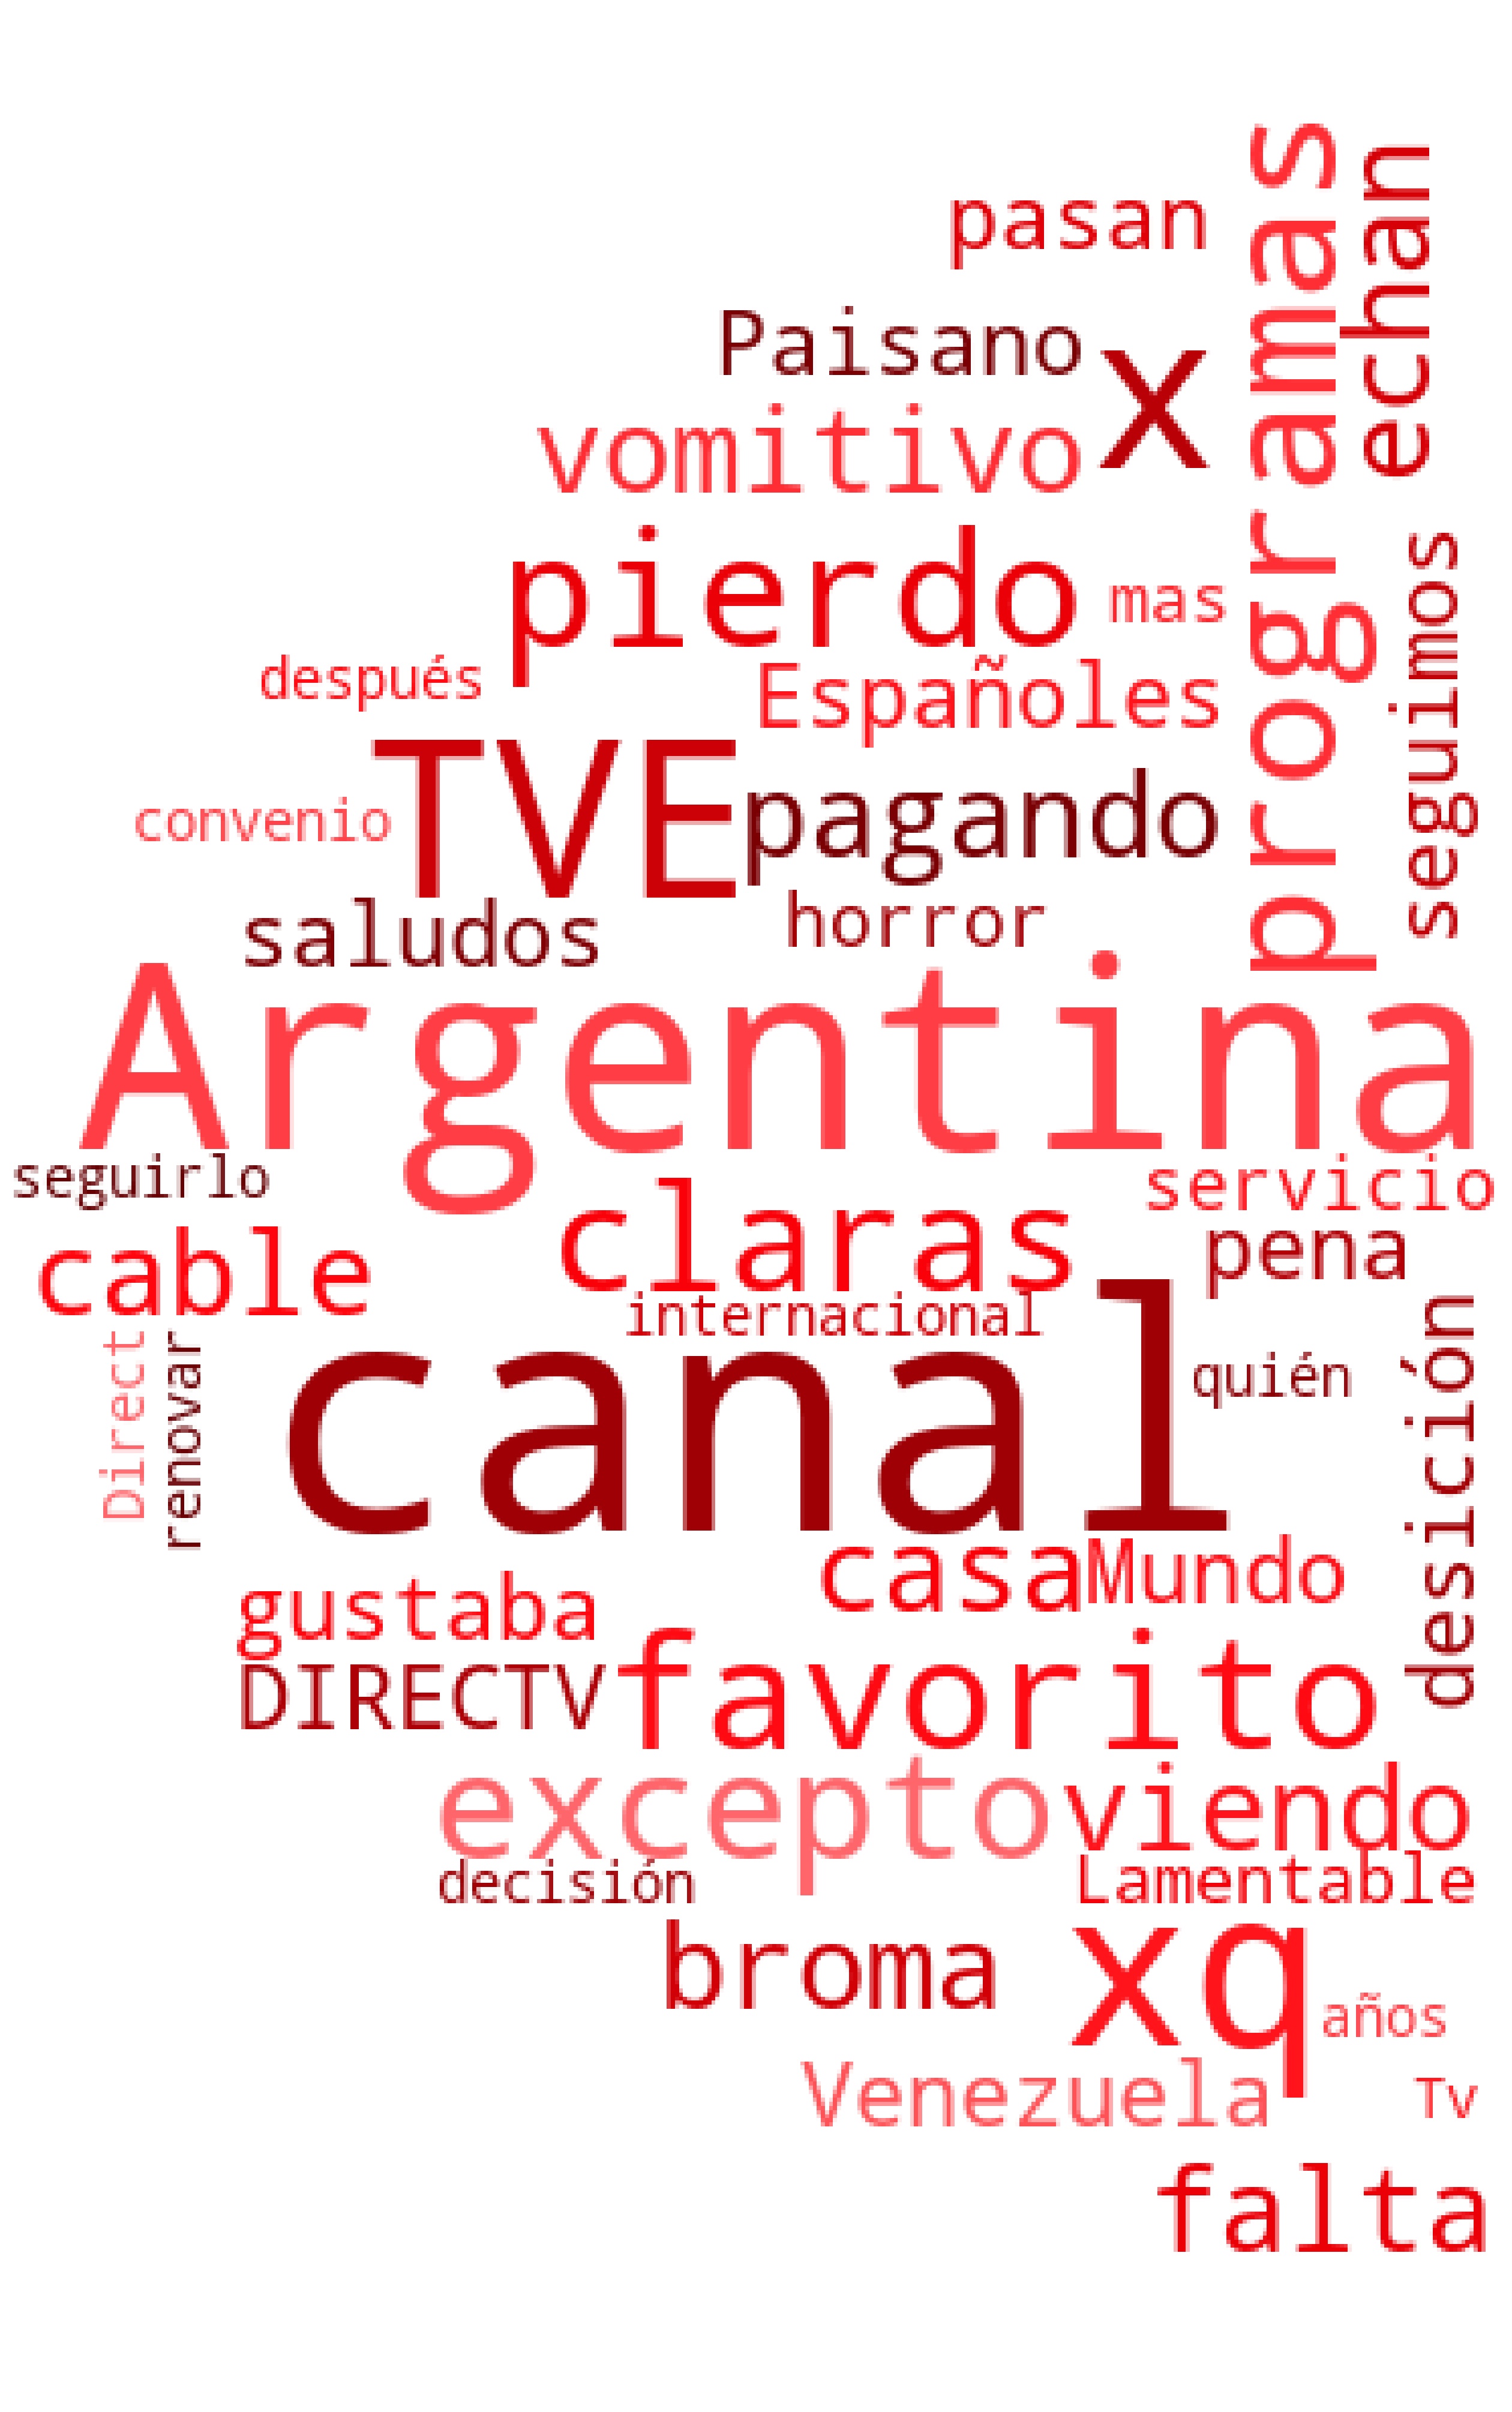 pasan
programas
echan
Paisano
x
vomitivo
pierdo
mas
seguimos
después
Españoles
TVE
pagando
convenio
saludos
horror
Argentina
seguirlo
servicio
claras
pena
cable
internacional
canal
quién
Direct
renovar
desición
casa
Mundo
gustaba
DIRECTV
favorito
excepto
viendo
decisión
Lamentable
broma
xq
años
Venezuela
Tv
falta